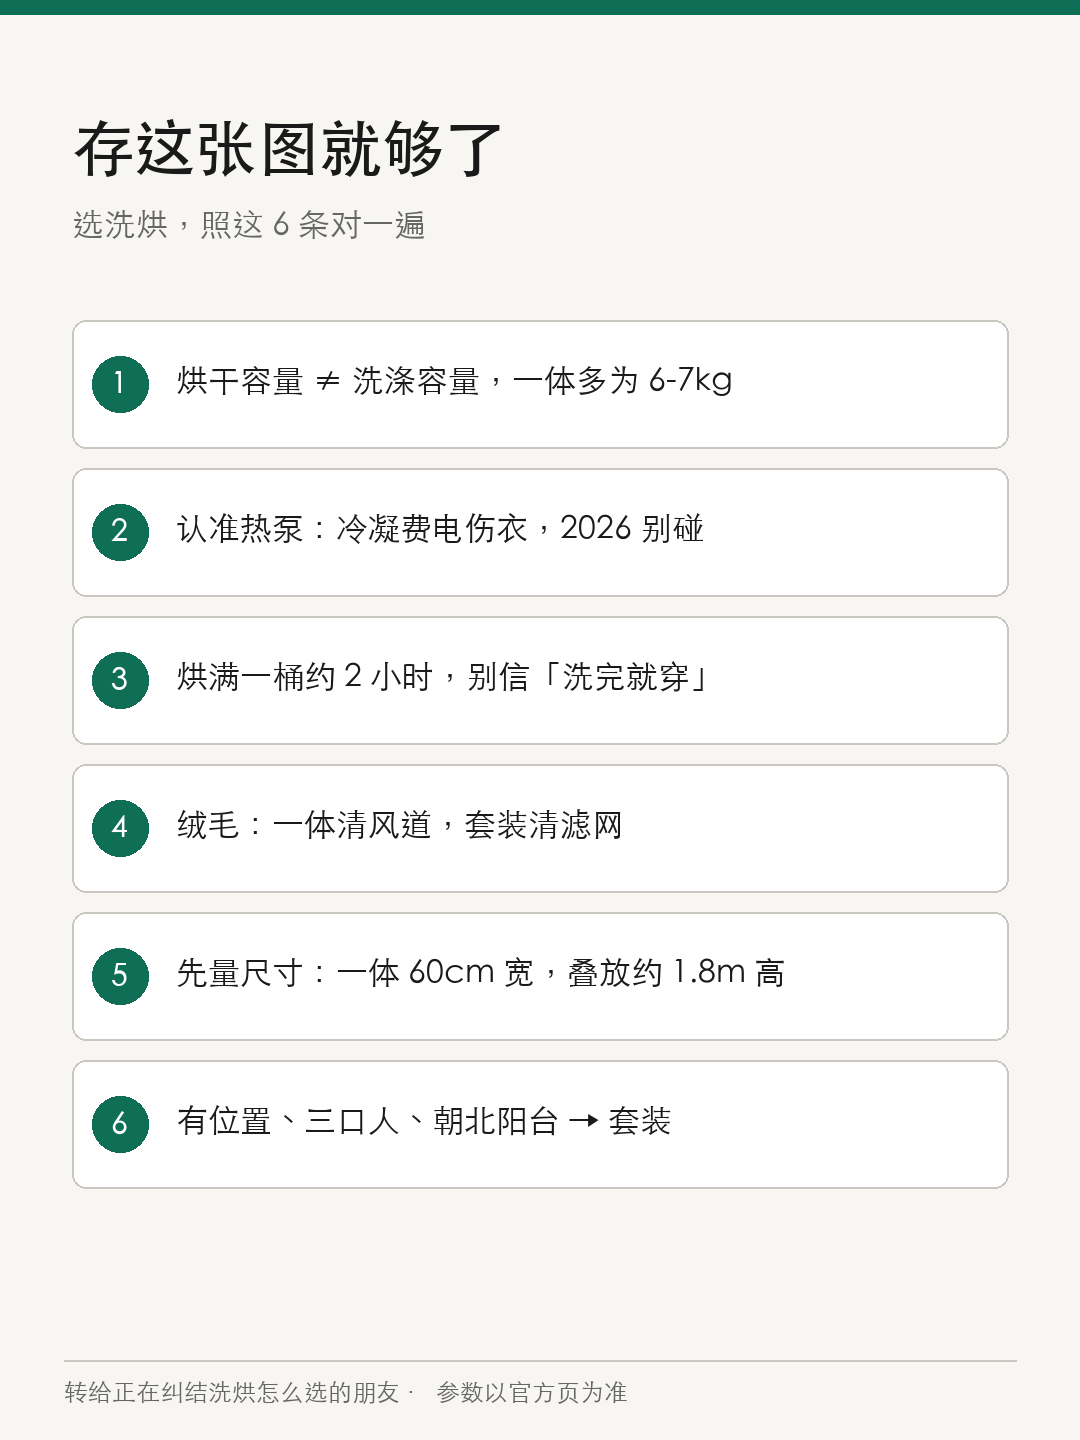 存这张图就够了
选洗烘，照这 6 条对一遍
1 烘干容量 ≠ 洗涤容量，一体多为 6-7kg
2 认准热泵：冷凝费电伤衣，2026 别碰
3 烘满一桶约 2 小时，别信「洗完就穿」
4 绒毛：一体清风道，套装清滤网
5 先量尺寸：一体 60cm 宽，叠放约 1.8m 高
6 有位置、三口人、朝北阳台 → 套装
转给正在纠结洗烘怎么选的朋友 · 参数以官方页为准